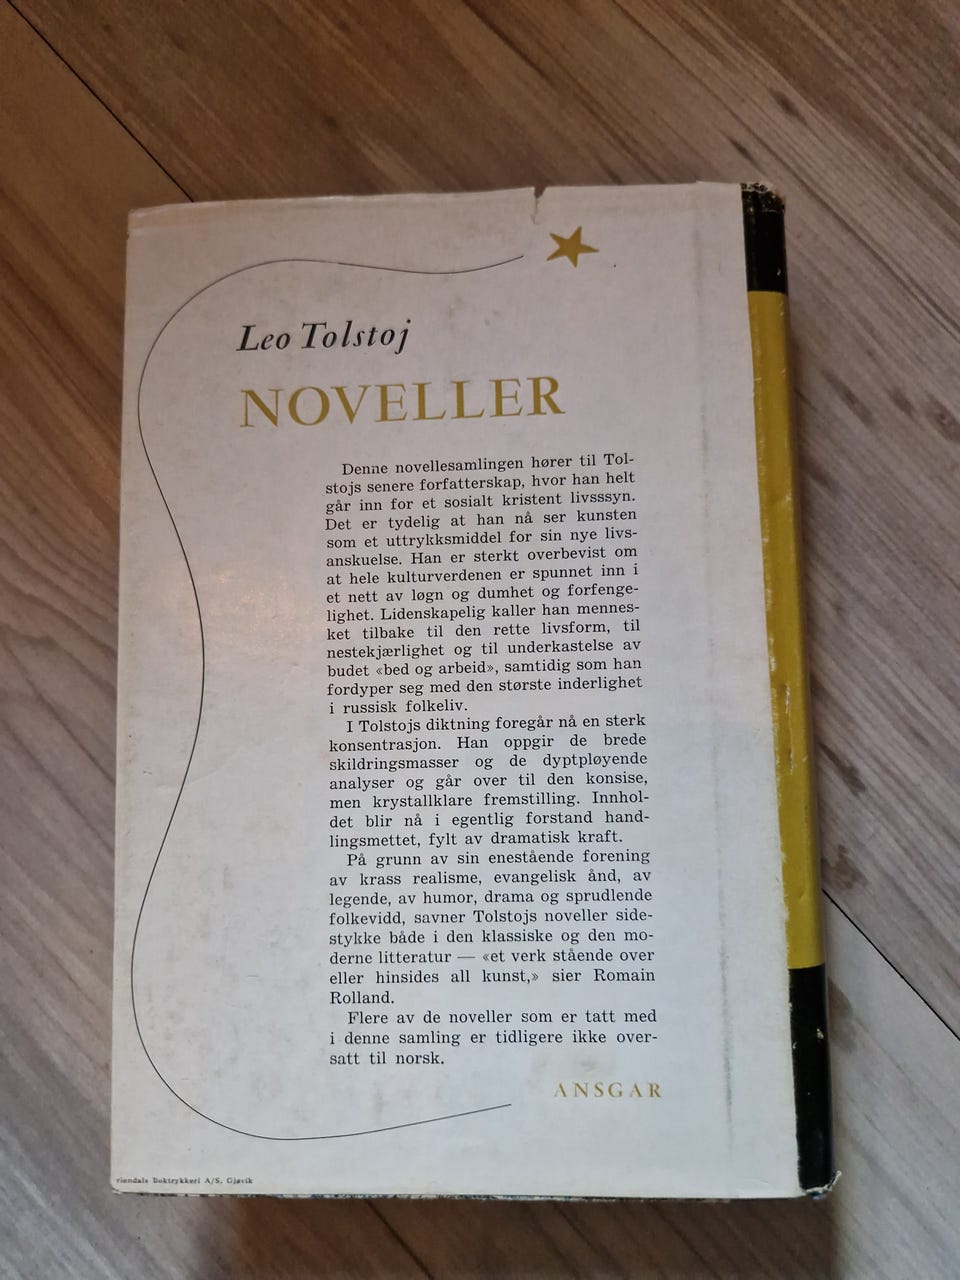 Leo Tolstoj
NOVELLER
Denne novellesamlingen hører til Tol-
stojs senere forfatterskap, hvor han helt
går inn for et sosialt kristent livsssyn.
Det er tydelig at han nå ser kunsten
som et uttrykksmiddel for sin nye livs-
anskuelse. Han er sterkt overbevist om
at hele kulturverdenen er spunnet inn i
et nett av løgn og dumhet og forfenge-
lighet. Lidenskapelig kaller han mennes-
ket tilbake til den rette livsform, til
nestekjærlighet og til underkastelse av
budet «bed og arbeid», samtidig som han
fordyper seg med den største inderlighet
i russisk folkeliv.
I Tolstojs diktning foregår nå en sterk
konsentrasjon. Han oppgir de brede
skildringsmasser og de dyptpløyende
analyser og går over til den konsise,
men krystallklare fremstilling. Innhol-
det blir nå i egentlig forstand hand-
lingsmettet, fylt av dramatisk kraft.
På grunn av sin enestående forening
av krass realisme, evangelisk ånd, av
legende, av humor, drama og sprudlende
folkevidd, savner Tolstojs noveller side-
stykke både i den klassiske og den mo-
derne litteratur — «et verk stående over
eller hinsides all kunst,» sier Romain
Rolland.
Flere av de noveller som er tatt med
i denne samling er tidligere ikke over-
satt til norsk.
ANSGAR
riendals Boktrykkeri A/S, Gjøvik